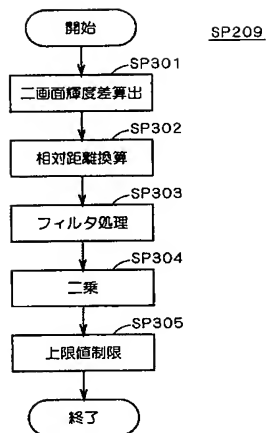 開始
SP209
SP301
二画面輝度差算出
SP302
相対距離換算
SP303
フィルタ処理
SP304
二乗
SP305
上限値制限
終了